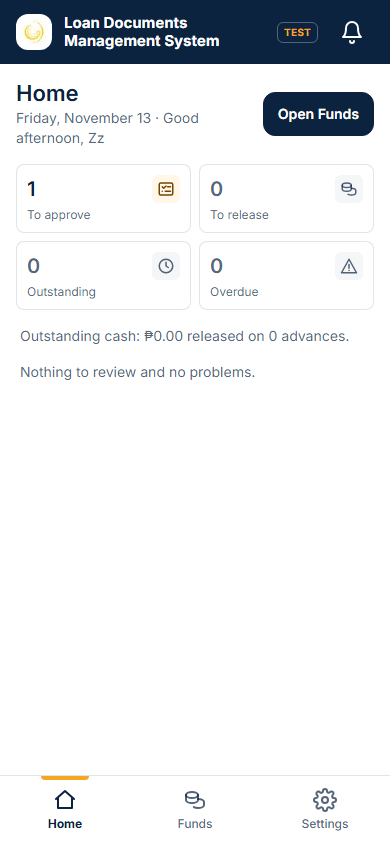 Loan Documents
Management System
TEST
Home
Friday, November 13 · Good
afternoon, Zz
Open Funds
1
To approve
0
To release
0
Outstanding
0
Overdue
Outstanding cash: ₱0.00 released on 0 advances.
Nothing to review and no problems.
Home
Funds
Settings